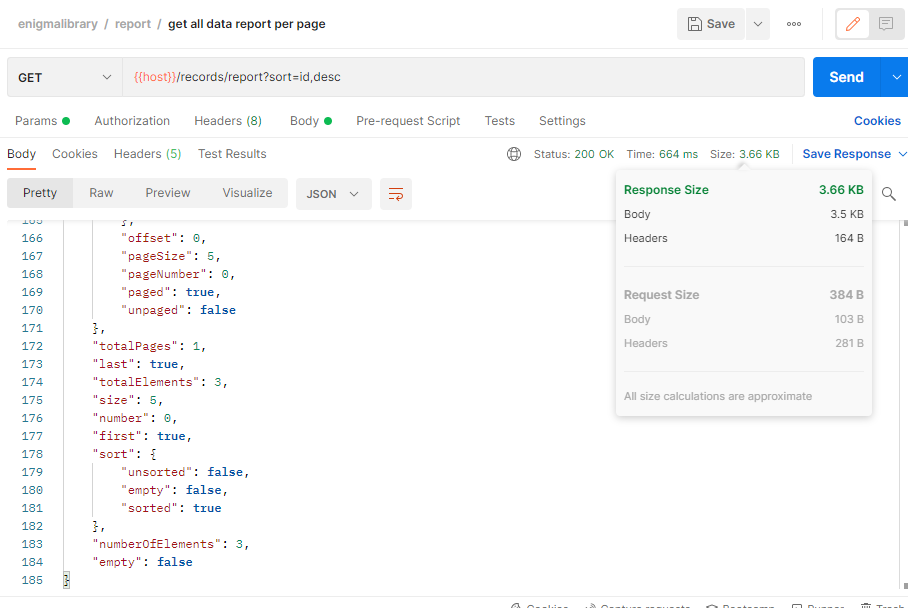 enigmalibrary / report / get all data report per page
Save
GET {{host}}/records/report?sort=id,desc Send
Params Authorization Headers (8) Body Pre-request Script Tests Settings Cookies
Body Cookies Headers (5) Test Results Status: 200 OK Time: 664 ms Size: 3.66 KB Save Response
Pretty Raw Preview Visualize JSON
Response Size 3.66 KB
Body 3.5 KB
Headers 164 B
Request Size 384 B
Body 103 B
Headers 281 B
All size calculations are approximate
165 },
166 "offset": 0,
167 "pageSize": 5,
168 "pageNumber": 0,
169 "paged": true,
170 "unpaged": false
171 },
172 "totalPages": 1,
173 "last": true,
174 "totalElements": 3,
175 "size": 5,
176 "number": 0,
177 "first": true,
178 "sort": {
179 "unsorted": false,
180 "empty": false,
181 "sorted": true
182 },
183 "numberOfElements": 3,
184 "empty": false
185 }
Cookies Capture requests Bootcamp Runner Trash